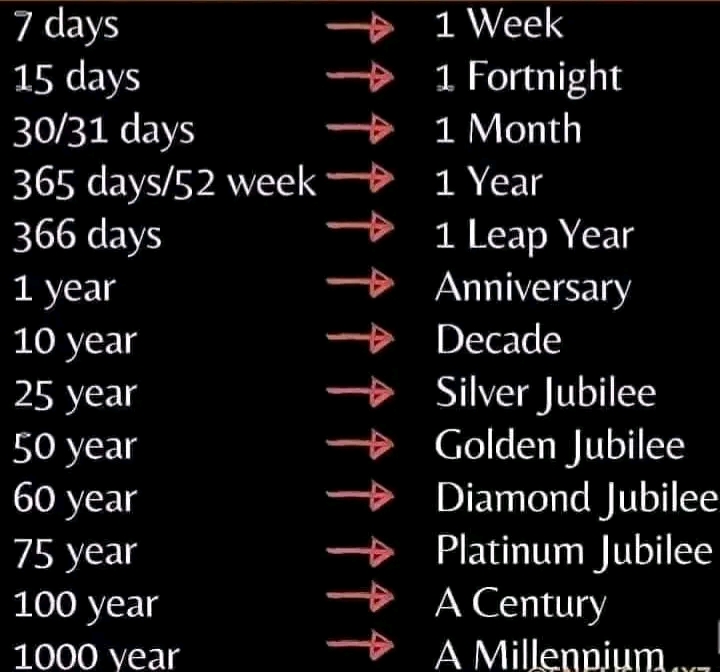 7 days → 1 Week
15 days → 1 Fortnight
30/31 days → 1 Month
365 days/52 week → 1 Year
366 days → 1 Leap Year
1 year → Anniversary
10 year → Decade
25 year → Silver Jubilee
50 year → Golden Jubilee
60 year → Diamond Jubilee
75 year → Platinum Jubilee
100 year → A Century
1000 year → A Millennium